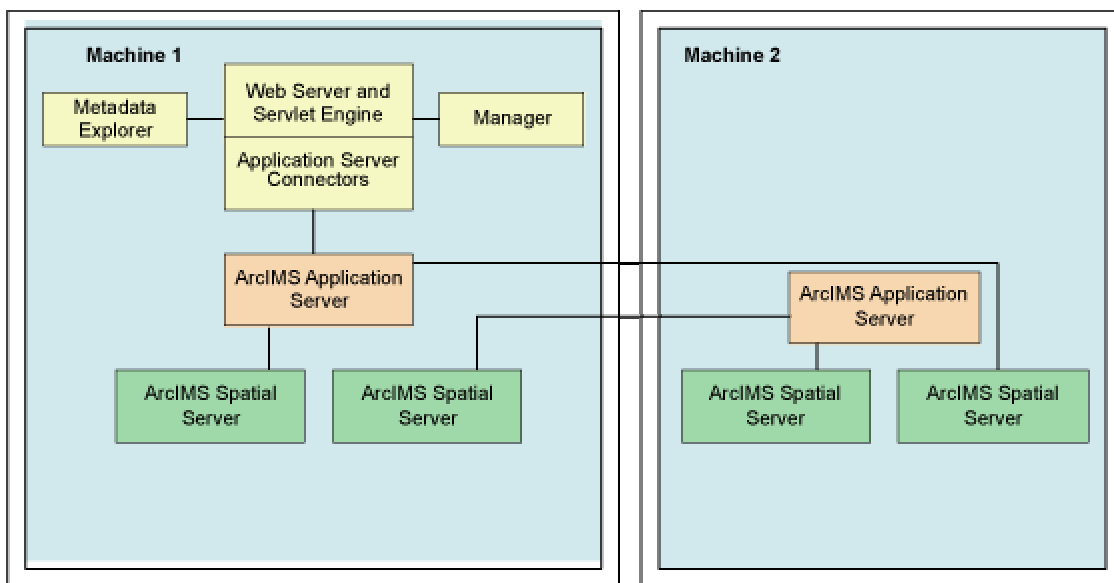 Machine 1
Metadata
Explorer
Web Server and
Servlet Engine
Manager
Application Server
Connectors
ArcIMS Application
Server
ArcIMS Spatial
Server
ArcIMS Spatial
Server
Machine 2
ArcIMS Application
Server
ArcIMS Spatial
Server
ArcIMS Spatial
Server